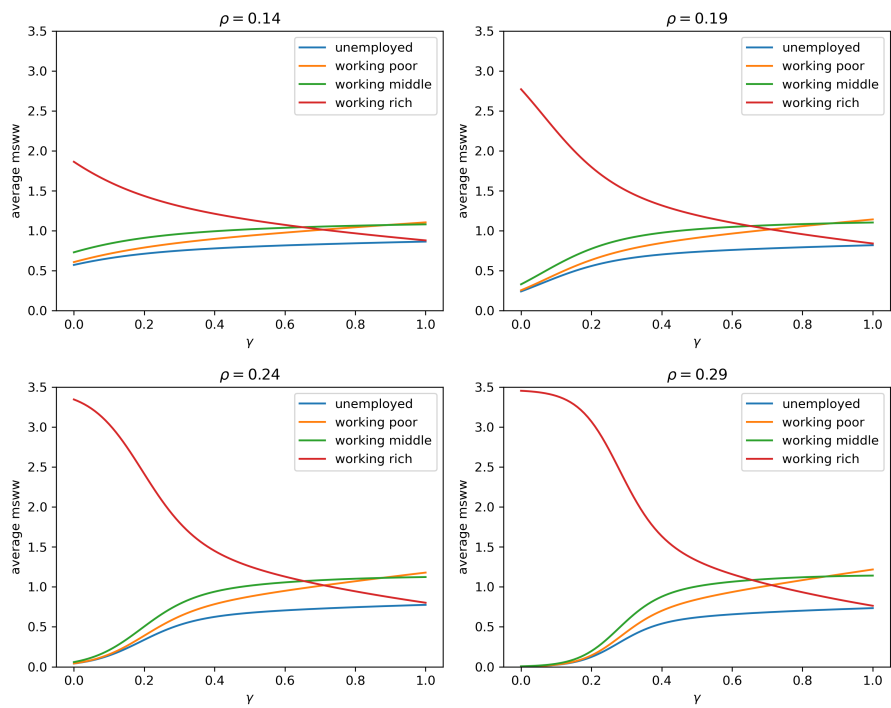 ρ = 0.14
3.5
3.0
2.5
2.0
1.5
1.0
0.5
0.0
average msww
0.0 0.2 0.4 0.6 0.8 1.0
γ
unemployed
working poor
working middle
working rich
ρ = 0.19
3.5
3.0
2.5
2.0
1.5
1.0
0.5
0.0
average msww
0.0 0.2 0.4 0.6 0.8 1.0
γ
unemployed
working poor
working middle
working rich
ρ = 0.24
3.5
3.0
2.5
2.0
1.5
1.0
0.5
0.0
average msww
0.0 0.2 0.4 0.6 0.8 1.0
γ
unemployed
working poor
working middle
working rich
ρ = 0.29
3.5
3.0
2.5
2.0
1.5
1.0
0.5
0.0
average msww
0.0 0.2 0.4 0.6 0.8 1.0
γ
unemployed
working poor
working middle
working rich